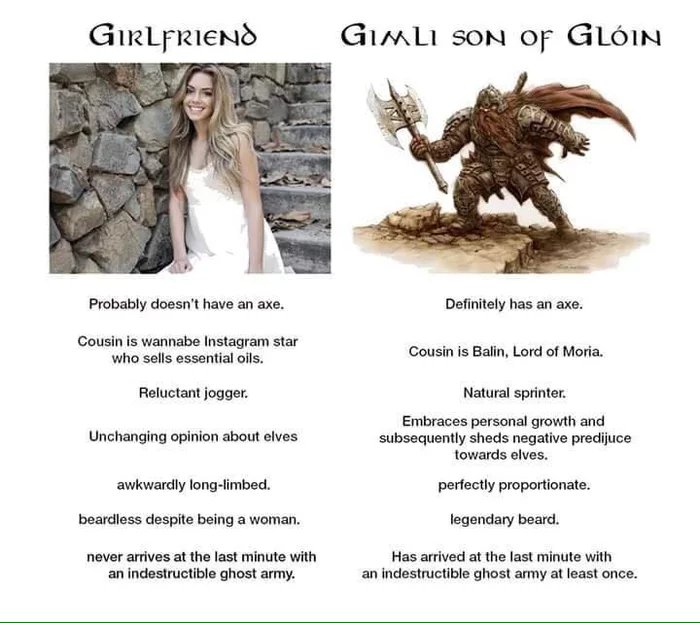 Girlfriend
Gimli son of Glóin
Probably doesn't have an axe.
Definitely has an axe.
Cousin is wannabe Instagram star
who sells essential oils.
Cousin is Balin, Lord of Moria.
Reluctant jogger.
Natural sprinter.
Unchanging opinion about elves
Embraces personal growth and
subsequently sheds negative predijuce
towards elves.
awkwardly long-limbed.
perfectly proportionate.
beardless despite being a woman.
legendary beard.
never arrives at the last minute with
an indestructible ghost army.
Has arrived at the last minute with
an indestructible ghost army at least once.